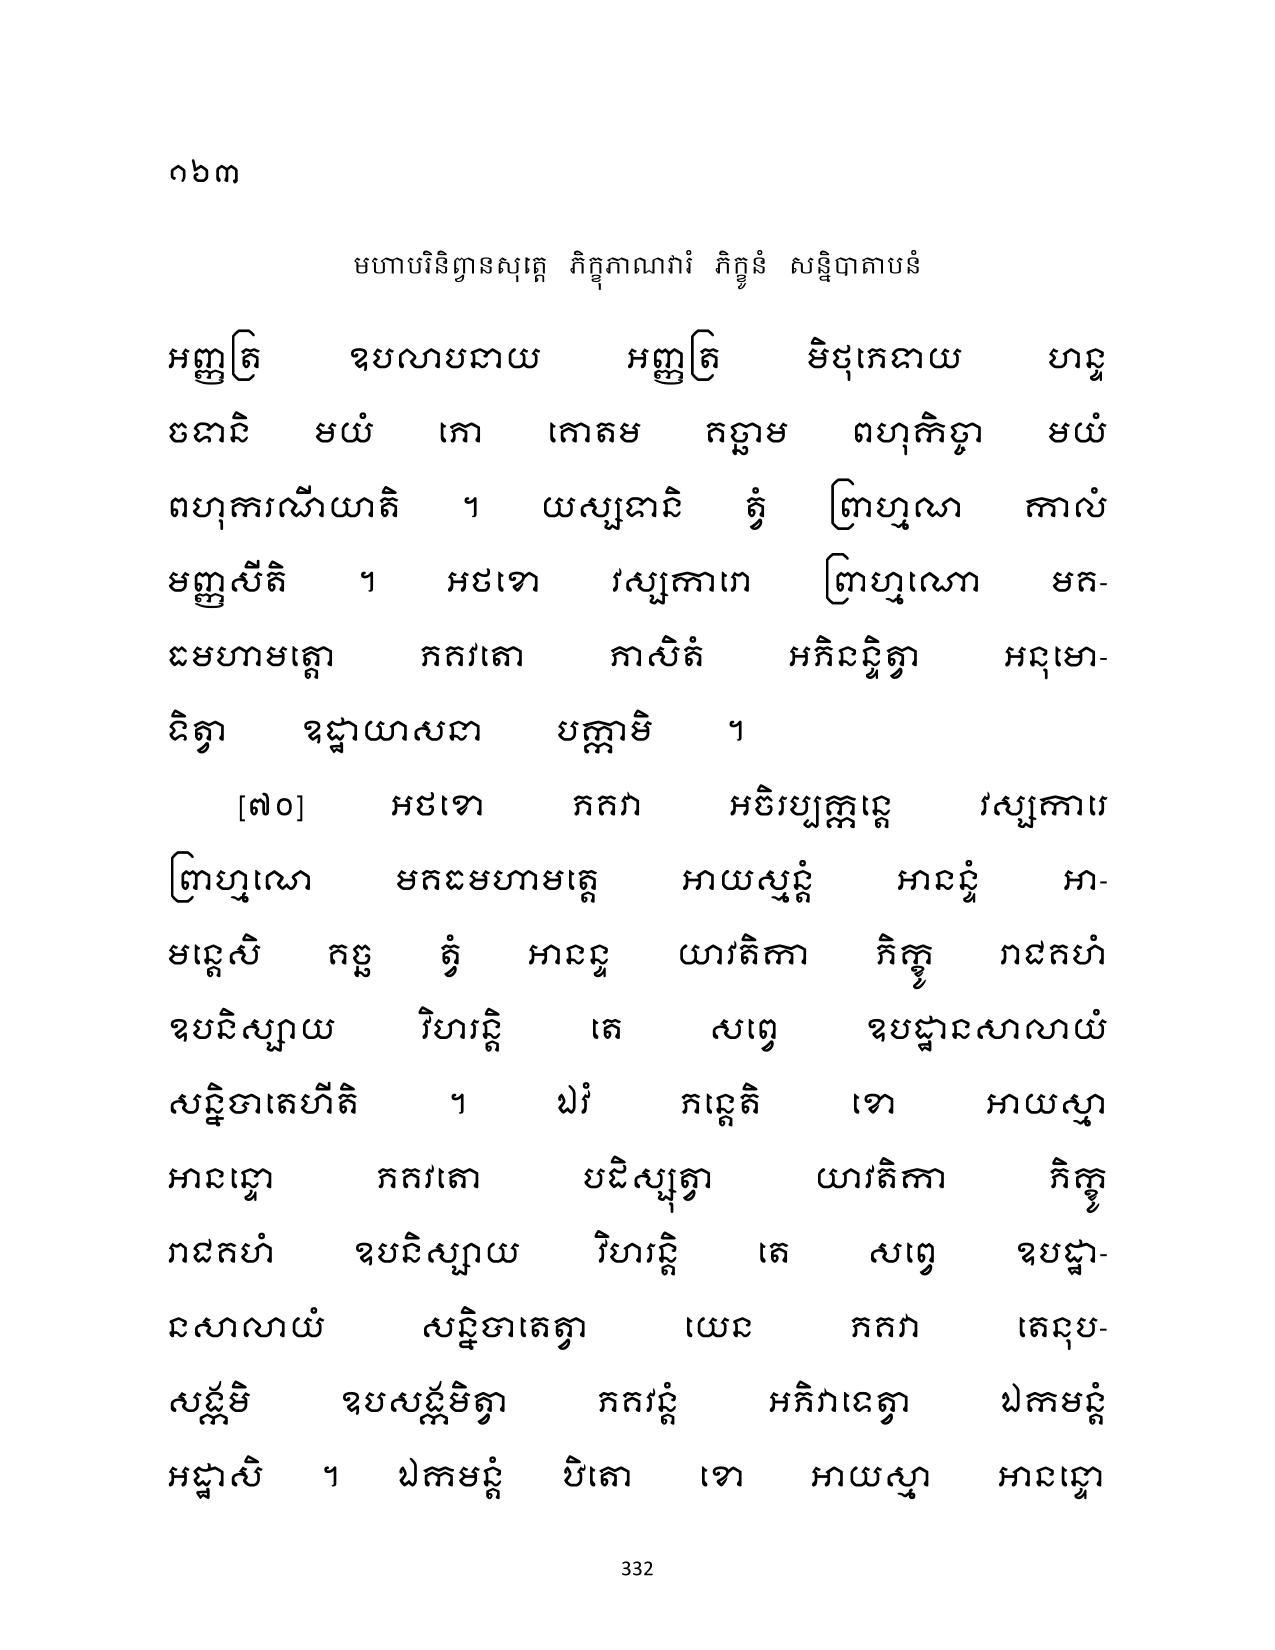 ១៦៣
មហាបរិនិព្វានសុត្តេ ភិក្ខុភាណវារំ ភិក្ខូនំ សន្និបាតាបនំ
អញ្ញត្រ ឧបលាបនាយ អញ្ញត្រ មិថុភេទាយ ហន្ទ
ចទានិ មយំ ភោ គោតម គច្ឆាម ពហុកិច្ចា មយំ
ពហុករណីយាតិ ។ យស្សទានិ ត្វំ ព្រាហ្មណ កាលំ
មញ្ញសីតិ ។ អថខោ វស្សការោ ព្រាហ្មណោ មគ-
ធមហាមត្តោ ភគវតោ ភាសិតំ អភិនន្ទិត្វា អនុមោ-
ទិត្វា ឧដ្ឋាយាសនា បក្កាមិ ។
[៧០] អថខោ ភគវា អចិរប្បក្កន្តេ វស្សការេ
ព្រាហ្មណេ មគធមហាមត្តេ អាយស្មន្តំ អានន្ទំ អា-
មន្តេសិ គច្ឆ ត្វំ អានន្ទ យាវតិកា ភិក្ខូ រាជគហំ
ឧបនិស្សាយ វិហរន្តិ តេ សព្វេ ឧបដ្ឋានសាលាយំ
សន្និបាតេហីតិ ។ ឯវំ ភន្តេតិ ខោ អាយស្មា
អានន្ទោ ភគវតោ បដិស្សុត្វា យាវតិកា ភិក្ខូ
រាជគហំ ឧបនិស្សាយ វិហរន្តិ តេ សព្វេ ឧបដ្ឋា-
នសាលាយំ សន្និបាតេត្វា យេន ភគវា តេនុប-
សង្កមិ ឧបសង្កមិត្វា ភគវន្តំ អភិវាទេត្វា ឯកមន្តំ
អដ្ឋាសិ ។ ឯកមន្តំ ឋិតោ ខោ អាយស្មា អានន្ទោ
332